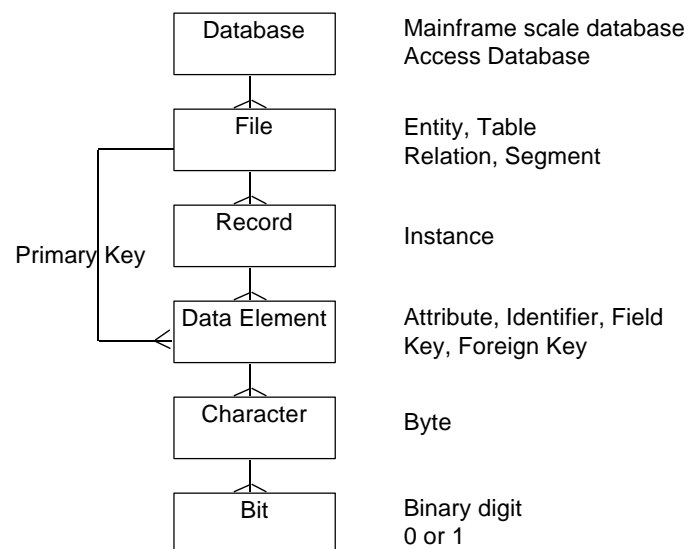 Database
Mainframe scale database
Access Database
File
Entity, Table
Relation, Segment
Record
Instance
Primary Key
Data Element
Attribute, Identifier, Field
Key, Foreign Key
Character
Byte
Bit
Binary digit
0 or 1